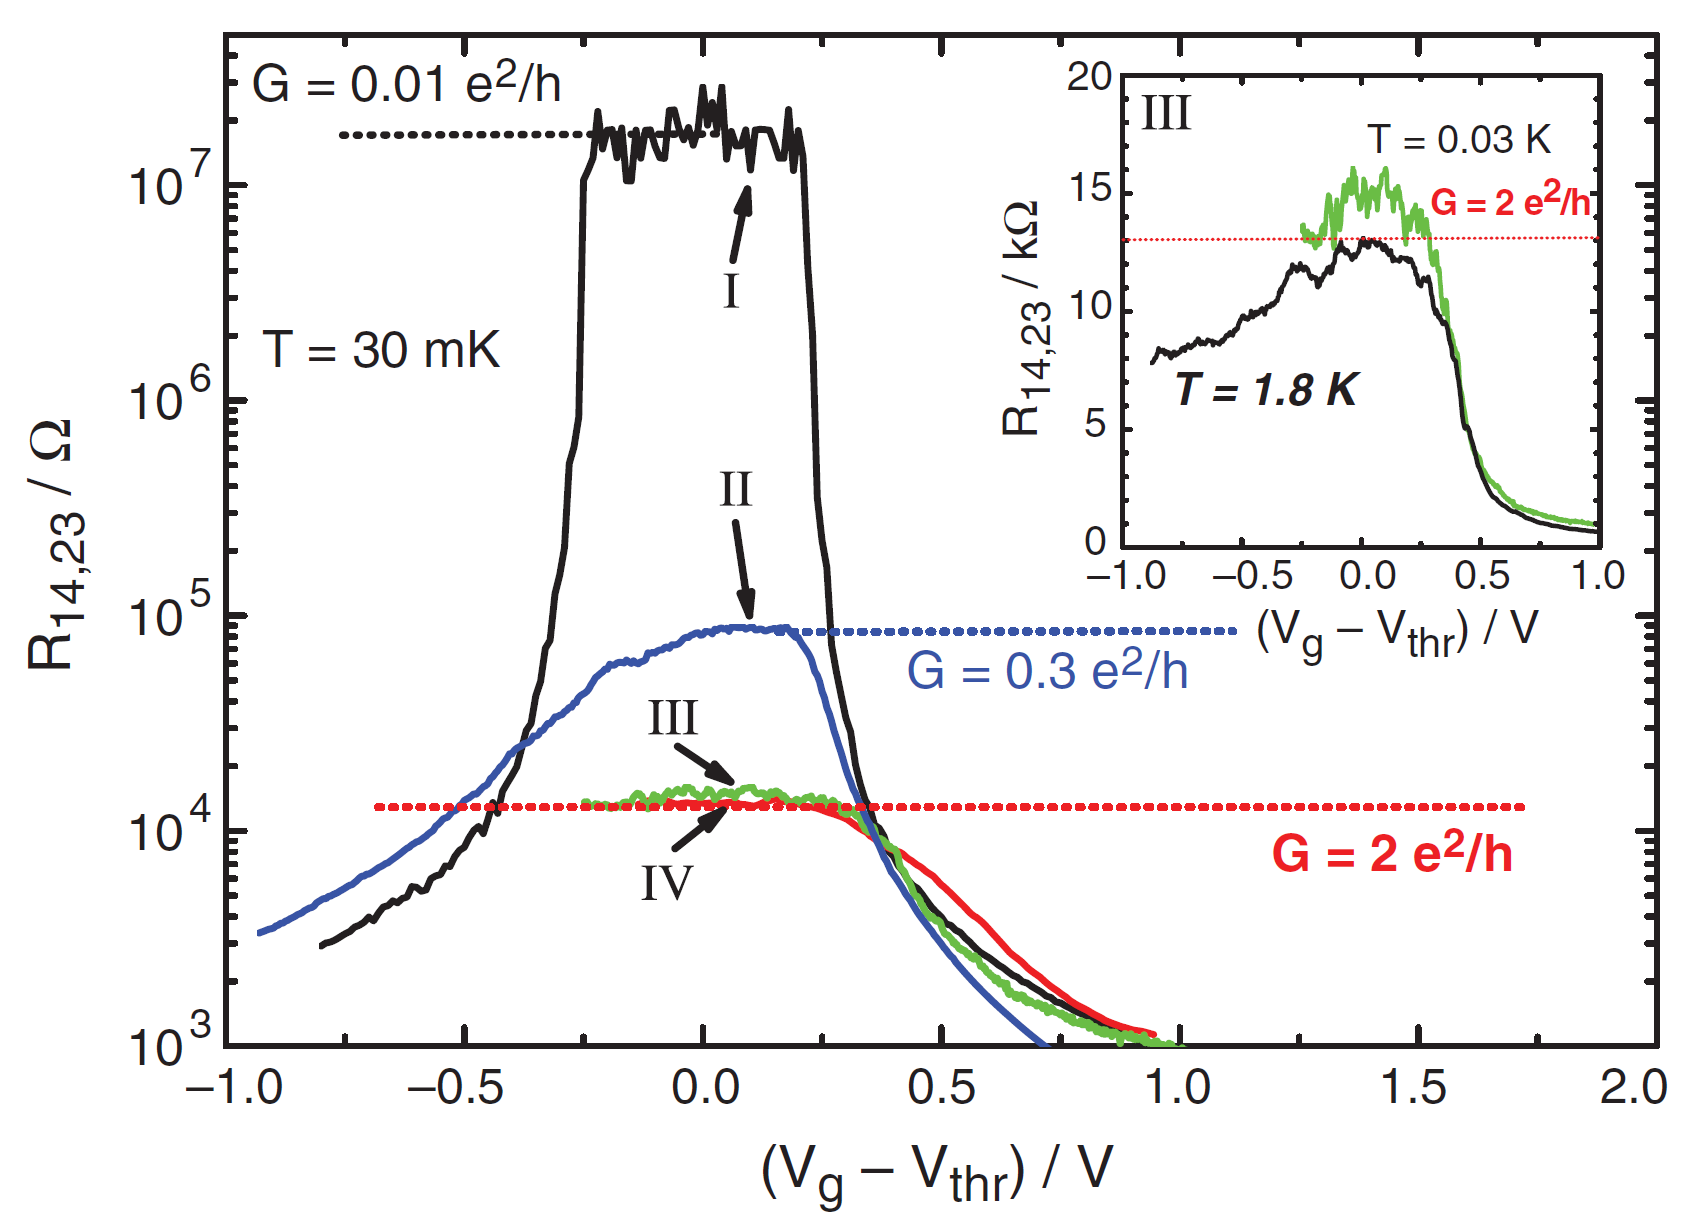 G = 0.01 e²/h
T = 30 mK
I
II
III
IV
G = 0.3 e²/h
G = 2 e²/h
R14,23 / Ω
10⁷
10⁶
10⁵
10⁴
10³
−1.0 −0.5 0.0 0.5 1.0 1.5 2.0
(Vg − Vthr) / V
III
T = 0.03 K
G = 2 e²/h
T = 1.8 K
R14,23 / kΩ
20
15
10
5
0
−1.0 −0.5 0.0 0.5 1.0
(Vg − Vthr) / V